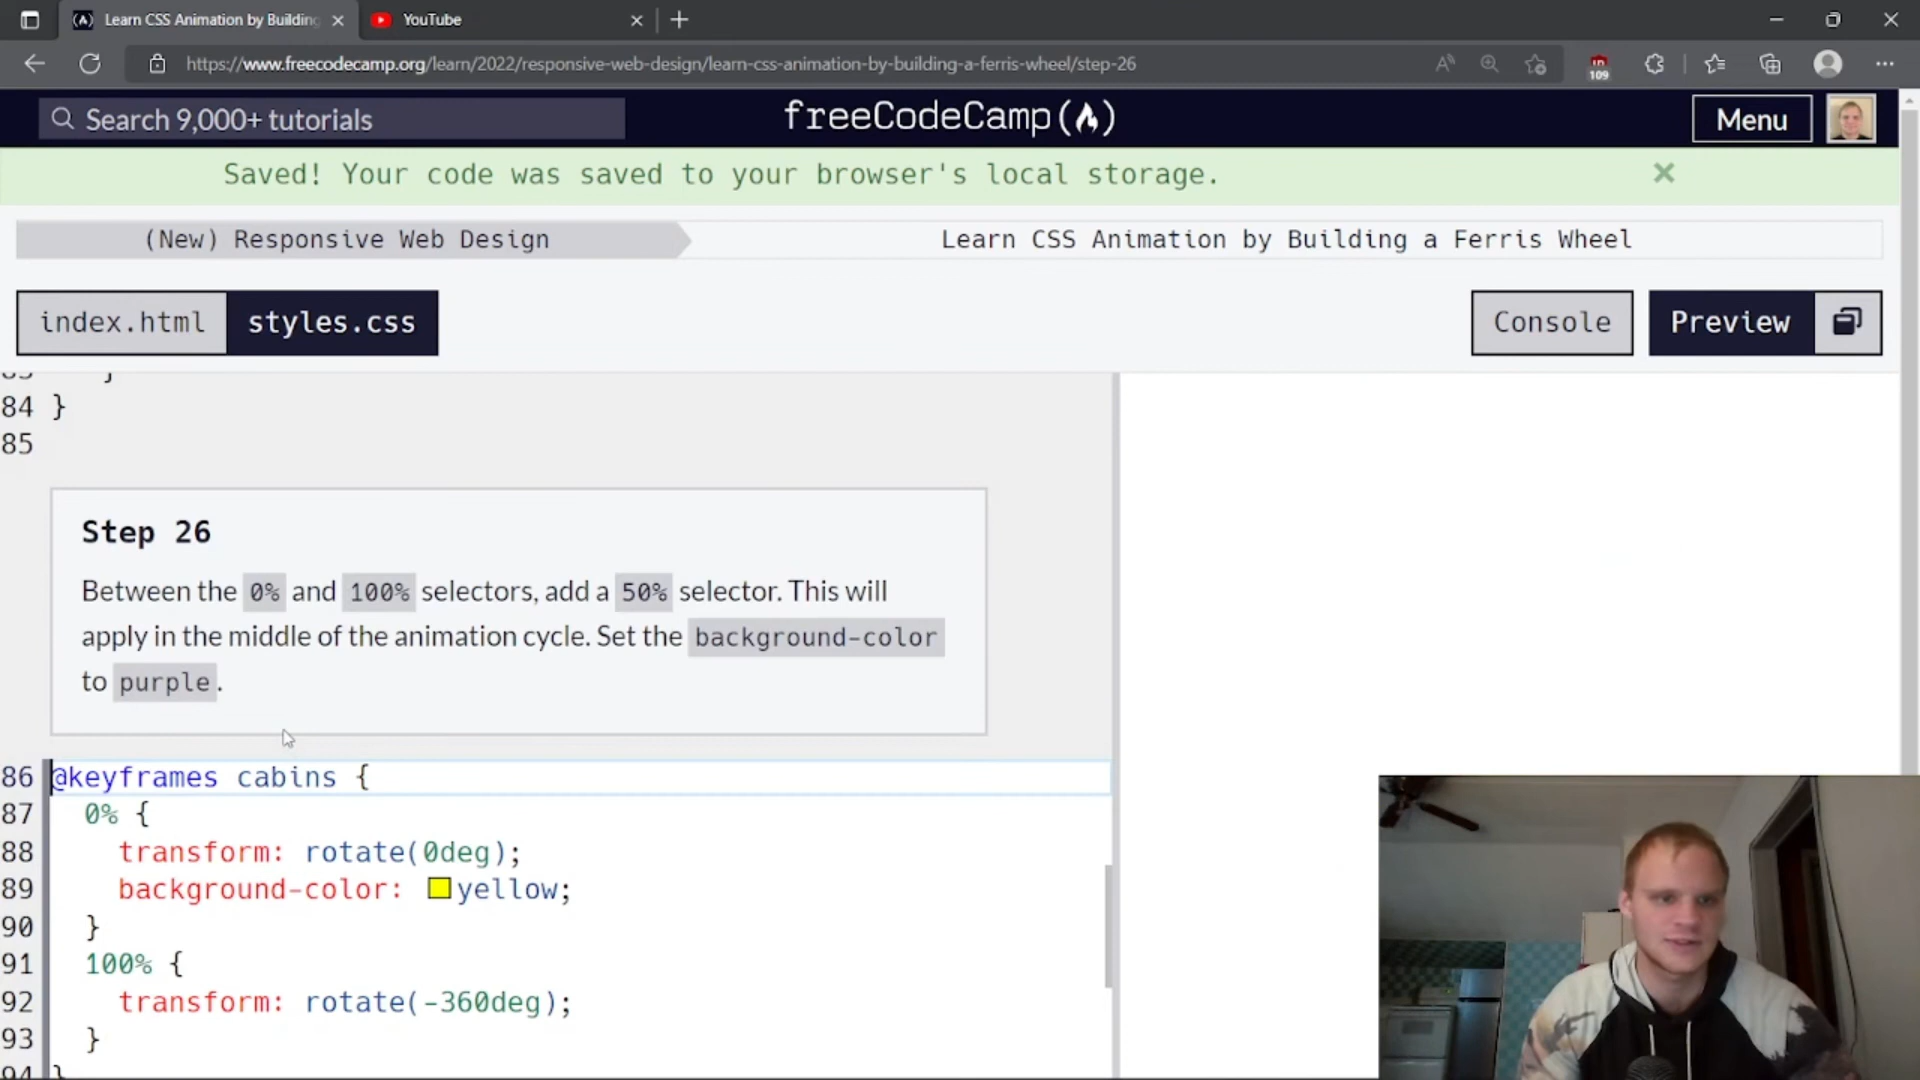 Learn CSS Animation by Building
YouTube
https://www.freecodecamp.org/learn/2022/responsive-web-design/learn-css-animation-by-building-a-ferris-wheel/step-26
109
Search 9,000+ tutorials
freeCodeCamp(
)
Menu
Saved! Your code was saved to your browser's local storage.
(New) Responsive Web Design
Learn CSS Animation by Building a Ferris Wheel
index.html
styles.css
Console
Preview
84 }
85
Step 26
Between the 0% and 100% selectors, add a 50% selector. This will
apply in the middle of the animation cycle. Set the background-color
to purple.
86 @keyframes cabins {
87 0% {
88 transform: rotate(0deg);
89 background-color: yellow;
90 }
91 100% {
92 transform: rotate(-360deg);
93 }
94 }